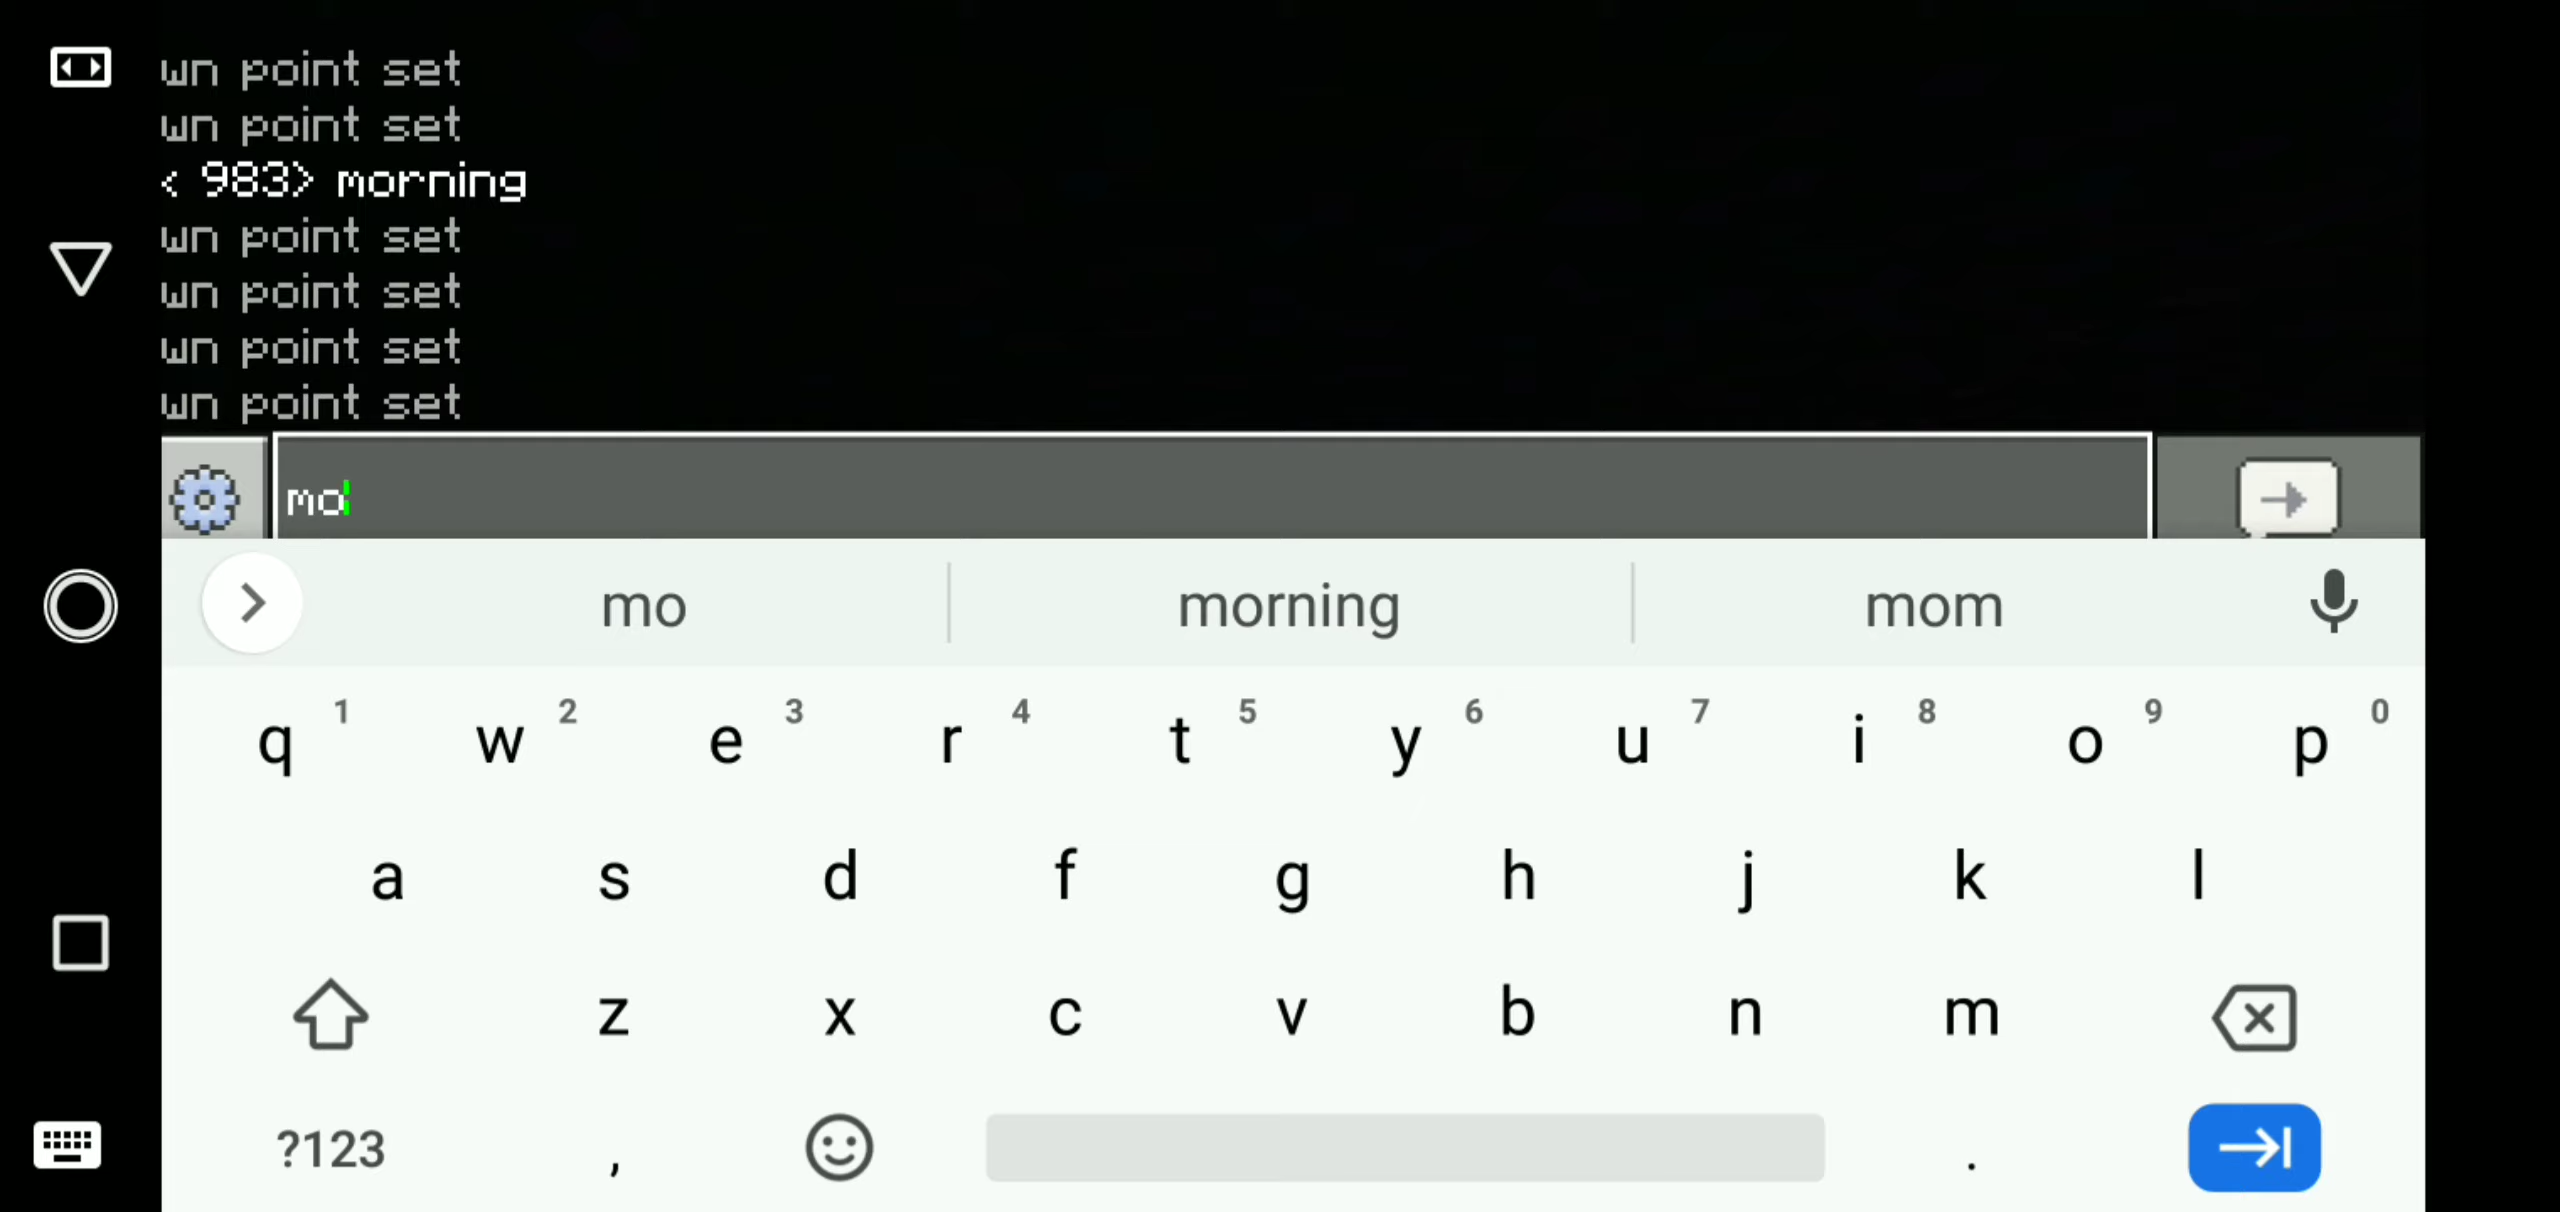 wn point set
wn point set
< 983> morning
wn point set
wn point set
wn point set
wn point set
mo
mo morning mom
q 1 w 2 e 3 r 4 t 5 y 6 u 7 i 8 o 9 p 0
a s d f g h j k l
z x c v b n m
?123 , .